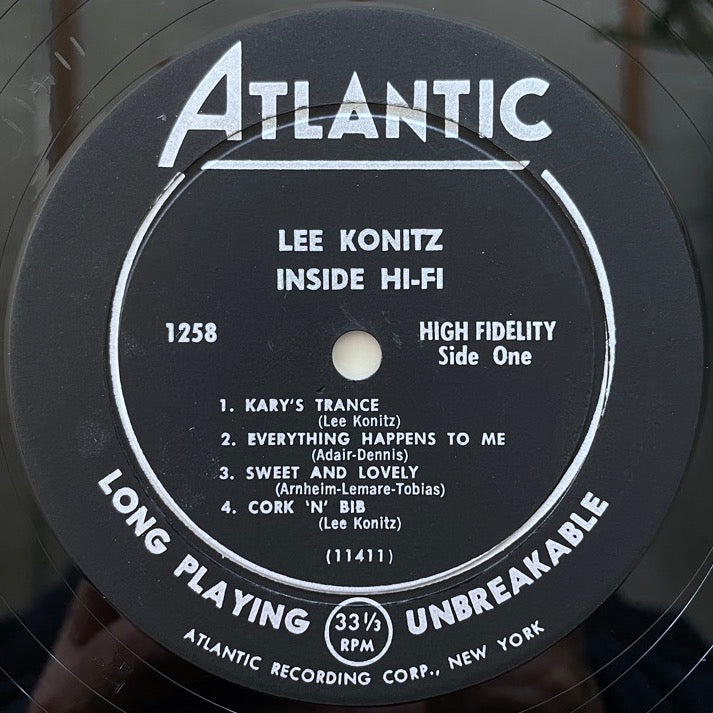 ATLANTIC
LEE KONITZ
INSIDE HI-FI
1258
HIGH FIDELITY
Side One
1. KARY'S TRANCE
(Lee Konitz)
2. EVERYTHING HAPPENS TO ME
(Adair-Dennis)
3. SWEET AND LOVELY
(Arnheim-Lemare-Tobias)
4. CORK 'N' BIB
(Lee Konitz)
(11411)
LONG PLAYING
33 1/3
RPM
UNBREAKABLE
ATLANTIC RECORDING CORP., NEW YORK